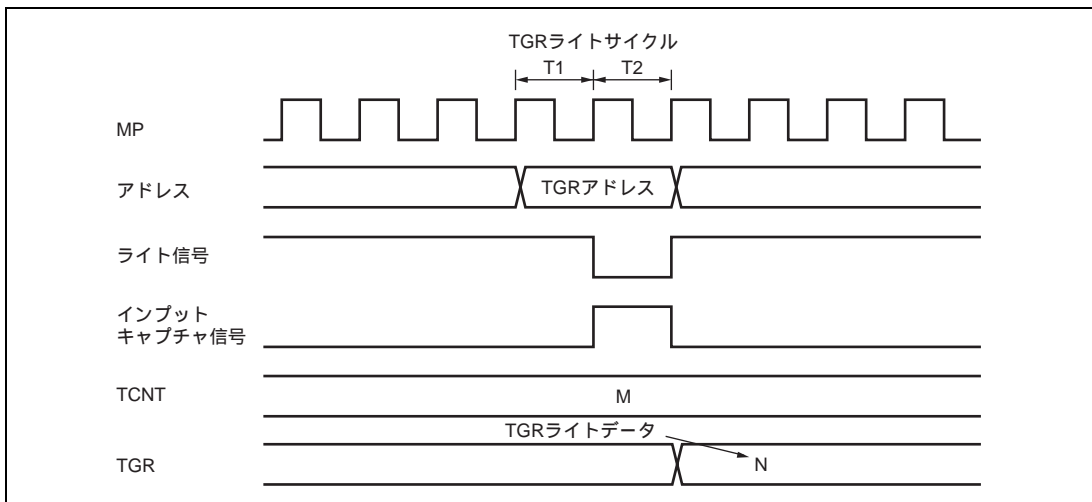 TGRライトサイクル
T1
T2
MP
アドレス
TGRアドレス
ライト信号
インプット
キャプチャ信号
TCNT
M
TGRライトデータ
TGR
N